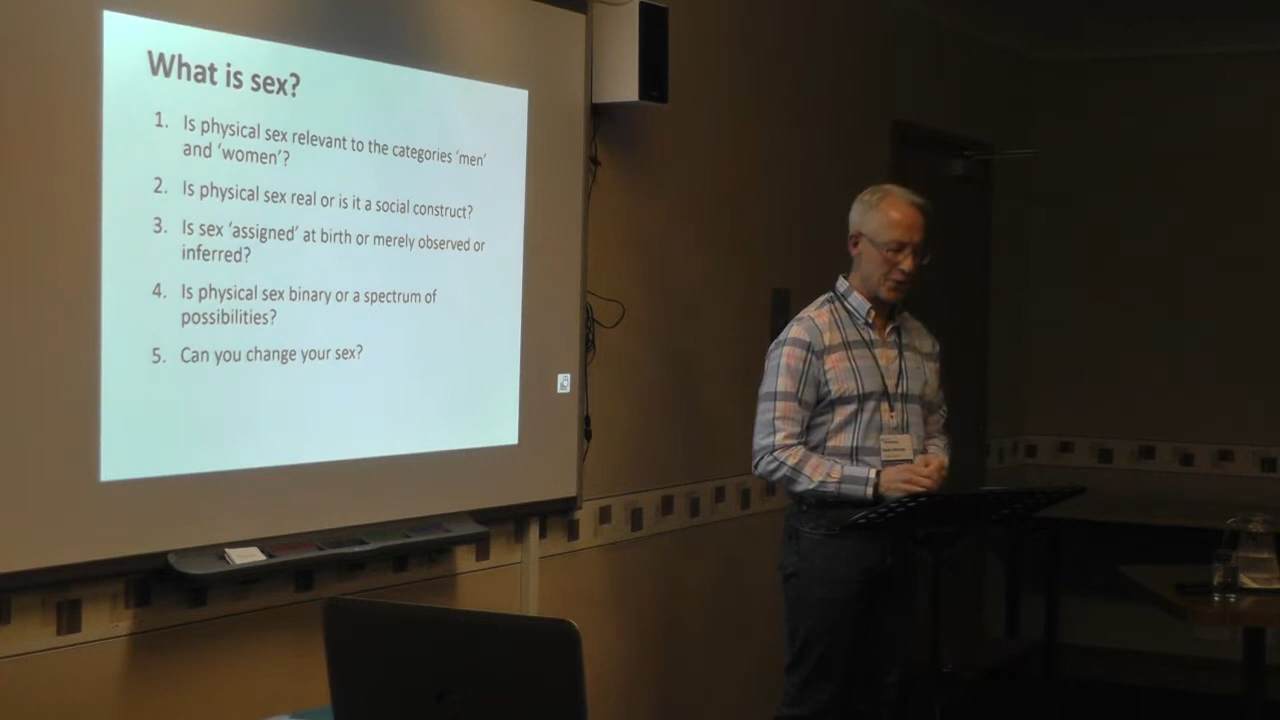 What is sex?
1. Is physical sex relevant to the categories ‘men’
and ‘women’?
2. Is physical sex real or is it a social construct?
3. Is sex ‘assigned’ at birth or merely observed or
inferred?
4. Is physical sex binary or a spectrum of
possibilities?
5. Can you change your sex?